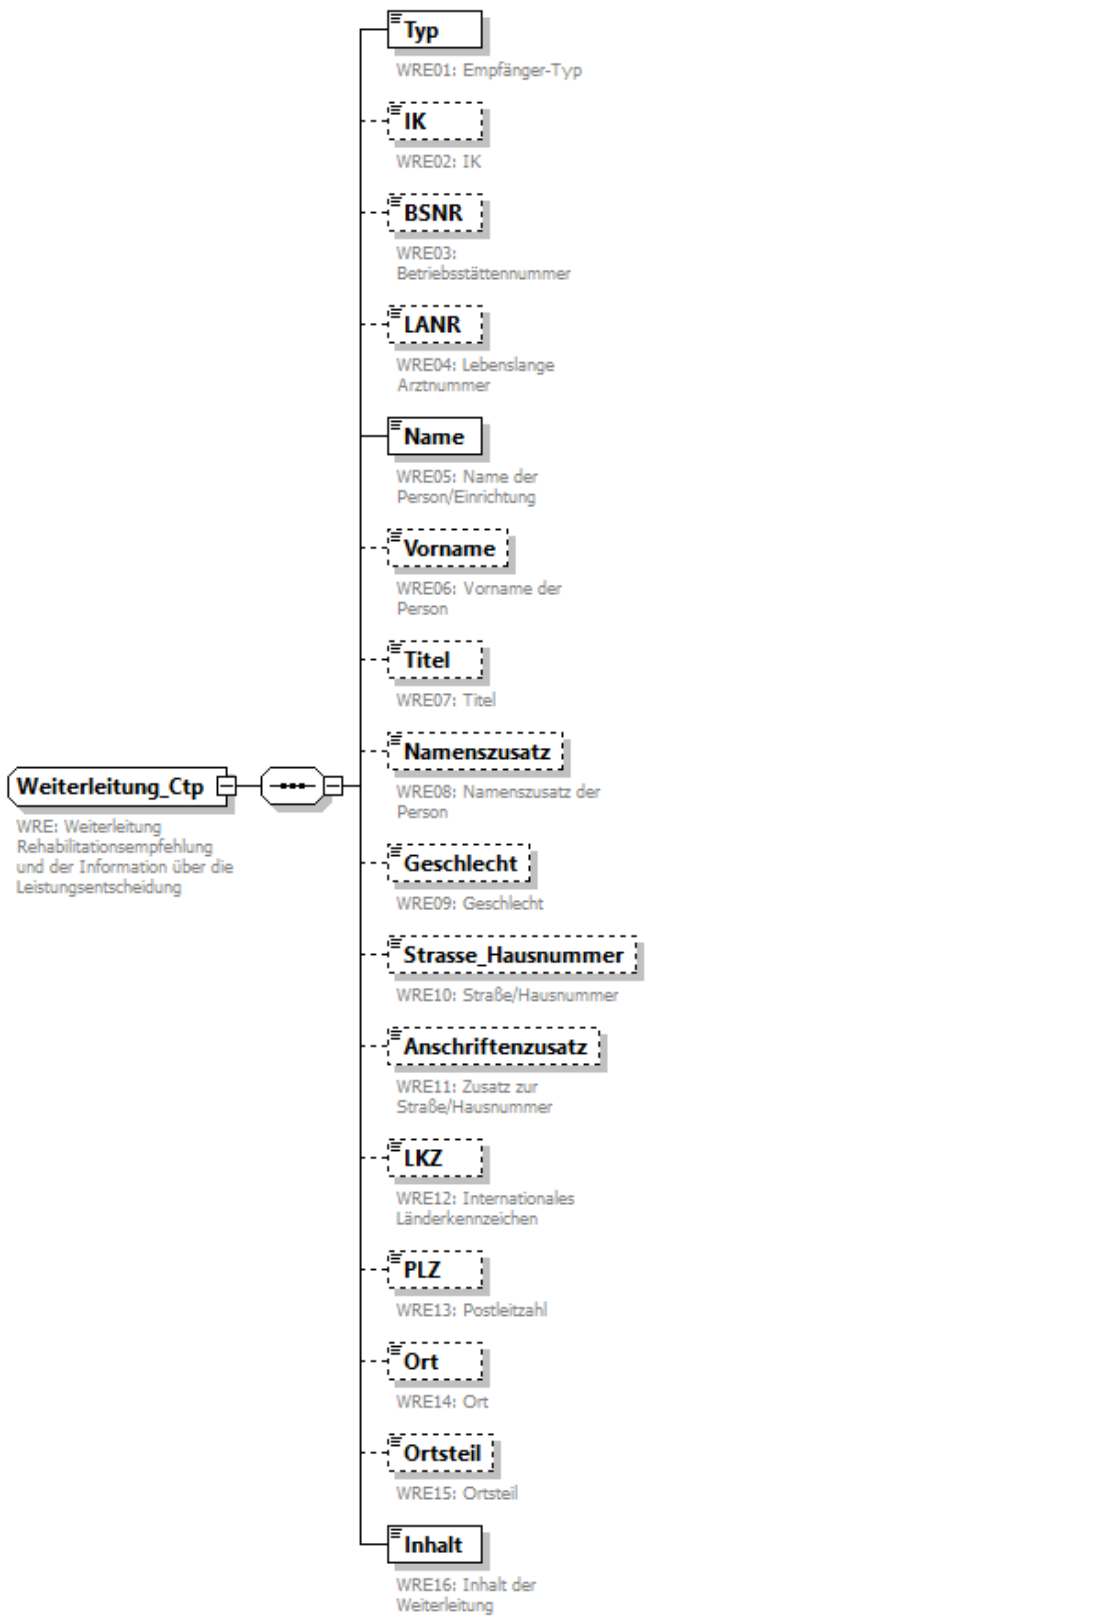 Typ
WRE01: Empfänger-Typ
IK
WRE02: IK
BSNR
WRE03:
Betriebsstättennummer
LANR
WRE04: Lebenslange
Arztnummer
Name
WRE05: Name der
Person/Einrichtung
Vorname
WRE06: Vorname der
Person
Titel
WRE07: Titel
Namenszusatz
WRE08: Namenszusatz der
Person
Weiterleitung_Ctp
WRE: Weiterleitung
Rehabilitationsempfehlung
und der Information über die
Leistungsentscheidung
Geschlecht
WRE09: Geschlecht
Strasse_Hausnummer
WRE10: Straße/Hausnummer
Anschriftenzusatz
WRE11: Zusatz zur
Straße/Hausnummer
LKZ
WRE12: Internationales
Länderkennzeichen
PLZ
WRE13: Postleitzahl
Ort
WRE14: Ort
Ortsteil
WRE15: Ortsteil
Inhalt
WRE16: Inhalt der
Weiterleitung